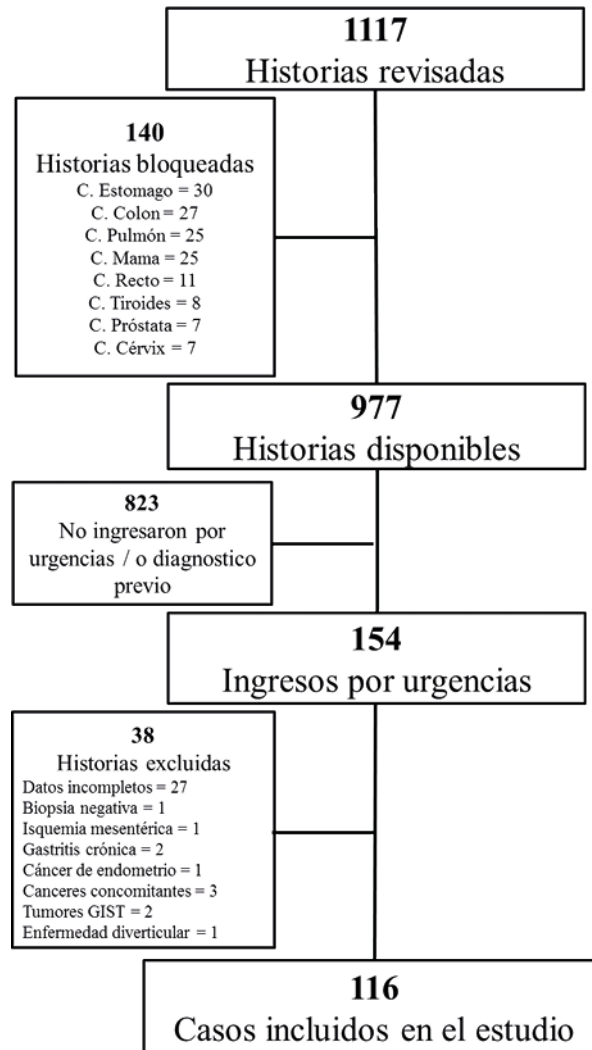 1117
Historias revisadas
140
Historias bloqueadas
C. Estomago = 30
C. Colon = 27
C. Pulmón = 25
C. Mama = 25
C. Recto = 11
C. Tiroides = 8
C. Próstata = 7
C. Cérvix = 7
977
Historias disponibles
823
No ingresaron por
urgencias / o diagnostico
previo
154
Ingresos por urgencias
38
Historias excluidas
Datos incompletos = 27
Biopsia negativa = 1
Isquemia mesentérica = 1
Gastritis crónica = 2
Cáncer de endometrio = 1
Canceres concomitantes = 3
Tumores GIST = 2
Enfermedad diverticular = 1
116
Casos incluidos en el estudio